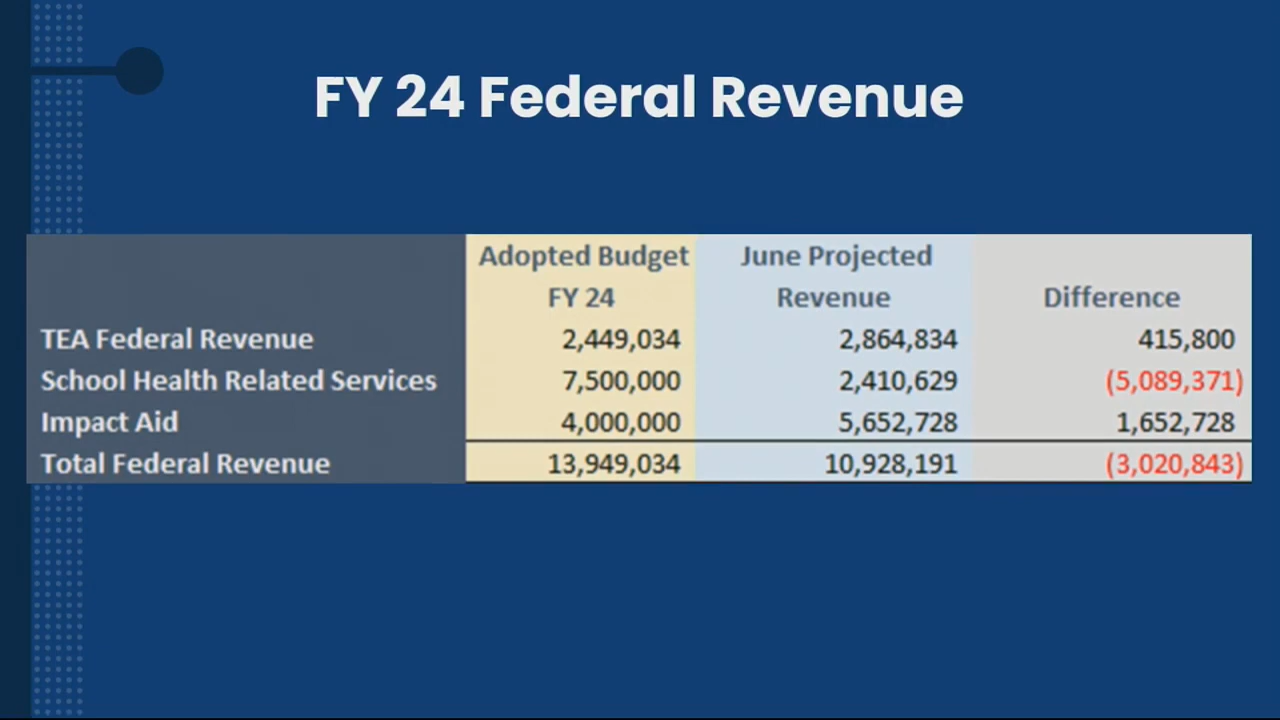 FY 24 Federal Revenue
Adopted Budget June Projected
FY 24 Revenue Difference
TEA Federal Revenue 2,449,034 2,864,834 415,800
School Health Related Services 7,500,000 2,410,629 (5,089,371)
Impact Aid 4,000,000 5,652,728 1,652,728
Total Federal Revenue 13,949,034 10,928,191 (3,020,843)